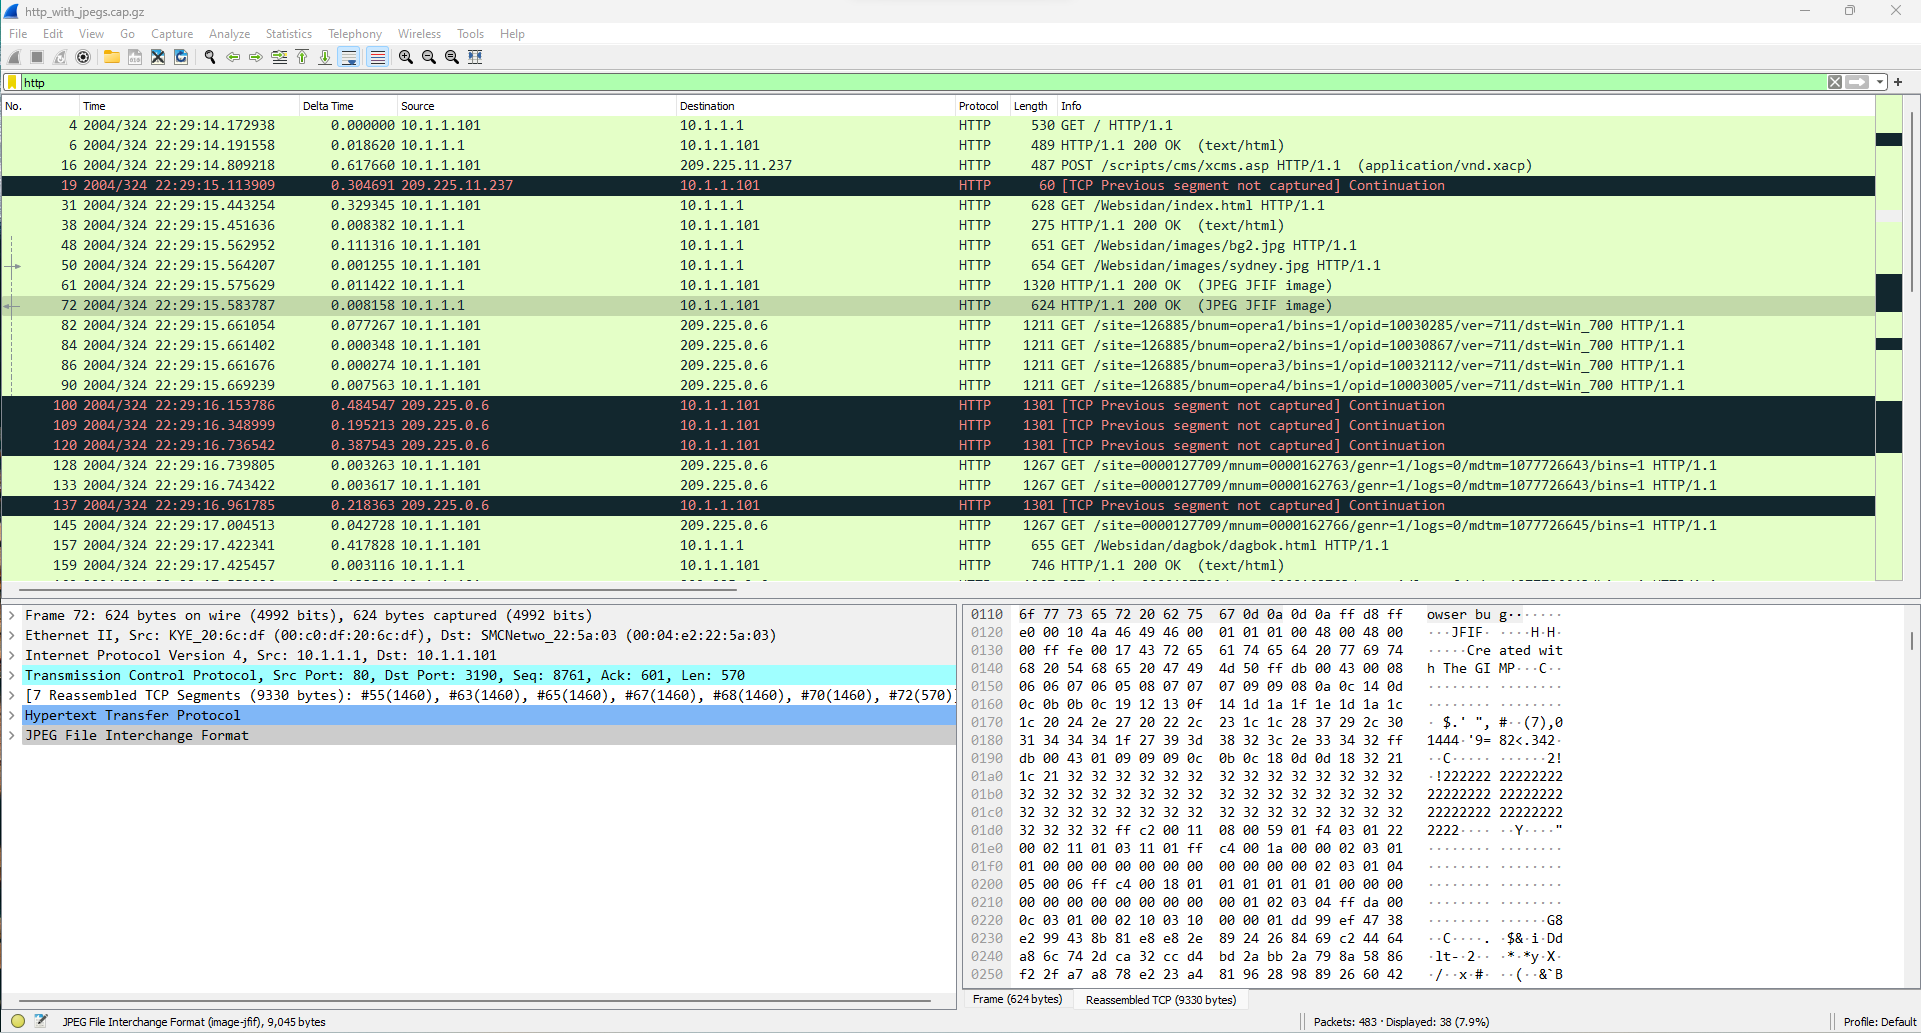 http_with_jpegs.cap.gz
File Edit View Go Capture Analyze Statistics Telephony Wireless Tools Help
http
No. Time Delta Time Source Destination Protocol Length Info
4 2004/324 22:29:14.172938 0.000000 10.1.1.101 10.1.1.1 HTTP 530 GET / HTTP/1.1
6 2004/324 22:29:14.191558 0.018620 10.1.1.1 10.1.1.101 HTTP 489 HTTP/1.1 200 OK (text/html)
16 2004/324 22:29:14.809218 0.617660 10.1.1.101 209.225.11.237 HTTP 487 POST /scripts/cms/xcms.asp HTTP/1.1 (application/vnd.xacp)
19 2004/324 22:29:15.113909 0.304691 209.225.11.237 10.1.1.101 HTTP 60 [TCP Previous segment not captured] Continuation
31 2004/324 22:29:15.443254 0.329345 10.1.1.101 10.1.1.1 HTTP 628 GET /Websidan/index.html HTTP/1.1
38 2004/324 22:29:15.451636 0.008382 10.1.1.1 10.1.1.101 HTTP 275 HTTP/1.1 200 OK (text/html)
48 2004/324 22:29:15.562952 0.111316 10.1.1.101 10.1.1.1 HTTP 651 GET /Websidan/images/bg2.jpg HTTP/1.1
50 2004/324 22:29:15.564207 0.001255 10.1.1.101 10.1.1.1 HTTP 654 GET /Websidan/images/sydney.jpg HTTP/1.1
61 2004/324 22:29:15.575629 0.011422 10.1.1.1 10.1.1.101 HTTP 1320 HTTP/1.1 200 OK (JPEG JFIF image)
72 2004/324 22:29:15.583787 0.008158 10.1.1.1 10.1.1.101 HTTP 624 HTTP/1.1 200 OK (JPEG JFIF image)
82 2004/324 22:29:15.661054 0.077267 10.1.1.101 209.225.0.6 HTTP 1211 GET /site=126885/bnum=opera1/bins=1/opid=10030285/ver=711/dst=Win_700 HTTP/1.1
84 2004/324 22:29:15.661402 0.000348 10.1.1.101 209.225.0.6 HTTP 1211 GET /site=126885/bnum=opera2/bins=1/opid=10030867/ver=711/dst=Win_700 HTTP/1.1
86 2004/324 22:29:15.661676 0.000274 10.1.1.101 209.225.0.6 HTTP 1211 GET /site=126885/bnum=opera3/bins=1/opid=10032112/ver=711/dst=Win_700 HTTP/1.1
90 2004/324 22:29:15.669239 0.007563 10.1.1.101 209.225.0.6 HTTP 1211 GET /site=126885/bnum=opera4/bins=1/opid=10003005/ver=711/dst=Win_700 HTTP/1.1
100 2004/324 22:29:16.153786 0.484547 209.225.0.6 10.1.1.101 HTTP 1301 [TCP Previous segment not captured] Continuation
109 2004/324 22:29:16.348999 0.195213 209.225.0.6 10.1.1.101 HTTP 1301 [TCP Previous segment not captured] Continuation
120 2004/324 22:29:16.736542 0.387543 209.225.0.6 10.1.1.101 HTTP 1301 [TCP Previous segment not captured] Continuation
128 2004/324 22:29:16.739805 0.003263 10.1.1.101 209.225.0.6 HTTP 1267 GET /site=0000127709/mnum=0000162763/genr=1/logs=0/mdtm=1077726643/bins=1 HTTP/1.1
133 2004/324 22:29:16.743422 0.003617 10.1.1.101 209.225.0.6 HTTP 1267 GET /site=0000127709/mnum=0000162763/genr=1/logs=0/mdtm=1077726643/bins=1 HTTP/1.1
137 2004/324 22:29:16.961785 0.218363 209.225.0.6 10.1.1.101 HTTP 1301 [TCP Previous segment not captured] Continuation
145 2004/324 22:29:17.004513 0.042728 10.1.1.101 209.225.0.6 HTTP 1267 GET /site=0000127709/mnum=0000162766/genr=1/logs=0/mdtm=1077726645/bins=1 HTTP/1.1
157 2004/324 22:29:17.422341 0.417828 10.1.1.101 10.1.1.1 HTTP 655 GET /Websidan/dagbok/dagbok.html HTTP/1.1
159 2004/324 22:29:17.425457 0.003116 10.1.1.1 10.1.1.101 HTTP 746 HTTP/1.1 200 OK (text/html)
Frame 72: 624 bytes on wire (4992 bits), 624 bytes captured (4992 bits)
Ethernet II, Src: KYE_20:6c:df (00:c0:df:20:6c:df), Dst: SMCNetwo_22:5a:03 (00:04:e2:22:5a:03)
Internet Protocol Version 4, Src: 10.1.1.1, Dst: 10.1.1.101
Transmission Control Protocol, Src Port: 80, Dst Port: 3190, Seq: 8761, Ack: 601, Len: 570
[7 Reassembled TCP Segments (9330 bytes): #55(1460), #63(1460), #65(1460), #67(1460), #68(1460), #70(1460), #72(570)]
Hypertext Transfer Protocol
JPEG File Interchange Format
0110 6f 77 73 65 72 20 62 75 67 0d 0a 0d 0a ff d8 ff owser bu g·······
0120 e0 00 10 4a 46 49 46 00 01 01 01 00 48 00 48 00 ···JFIF· ····H·H·
0130 00 ff fe 00 17 43 72 65 61 74 65 64 20 77 69 74 ·····Cre ated wit
0140 68 20 54 68 65 20 47 49 4d 50 ff db 00 43 00 08 h The GI MP···C··
0150 06 06 07 06 05 08 07 07 07 09 09 08 0a 0c 14 0d ········ ········
0160 0c 0b 0b 0c 19 12 13 0f 14 1d 1a 1f 1e 1d 1a 1c ········ ········
0170 1c 20 24 2e 27 20 22 2c 23 1c 1c 28 37 29 2c 30 · $.' ", #··(7),0
0180 31 34 34 34 1f 27 39 3d 38 32 3c 2e 33 34 32 ff 1444·'9= 82<.342·
0190 db 00 43 01 09 09 09 0c 0b 0c 18 0d 0d 18 32 21 ··C····· ······2!
01a0 1c 21 32 32 32 32 32 32 32 32 32 32 32 32 32 32 ·!222222 22222222
01b0 32 32 32 32 32 32 32 32 32 32 32 32 32 32 32 32 22222222 22222222
01c0 32 32 32 32 32 32 32 32 32 32 32 32 32 32 32 32 22222222 22222222
01d0 32 32 32 32 ff c2 00 11 08 00 59 01 f4 03 01 22 2222···· ··Y····"
01e0 00 02 11 01 03 11 01 ff c4 00 1a 00 00 02 03 01 ········ ········
01f0 01 00 00 00 00 00 00 00 00 00 00 00 02 03 01 04 ········ ········
0200 05 00 06 ff c4 00 18 01 01 01 01 01 01 00 00 00 ········ ········
0210 00 00 00 00 00 00 00 00 00 01 02 03 04 ff da 00 ········ ········
0220 0c 03 01 00 02 10 03 10 00 00 01 dd 99 ef 47 38 ········ ······G8
0230 e2 99 43 8b 81 e8 e8 2e 89 24 26 84 69 c2 44 64 ··C····. ·$&·i·Dd
0240 a8 6c 74 2d ca 32 cc d4 bd 2a bb 2a 79 8a 58 86 ·lt-·2·· ·*·*y·X·
0250 f2 2f a7 a8 78 e2 23 a4 81 96 28 98 89 26 60 42 ·/··x·#· ··(··&`B
Frame (624 bytes) Reassembled TCP (9330 bytes)
JPEG File Interchange Format (image-jfif), 9,045 bytes Packets: 483 · Displayed: 38 (7.9%) Profile: Default